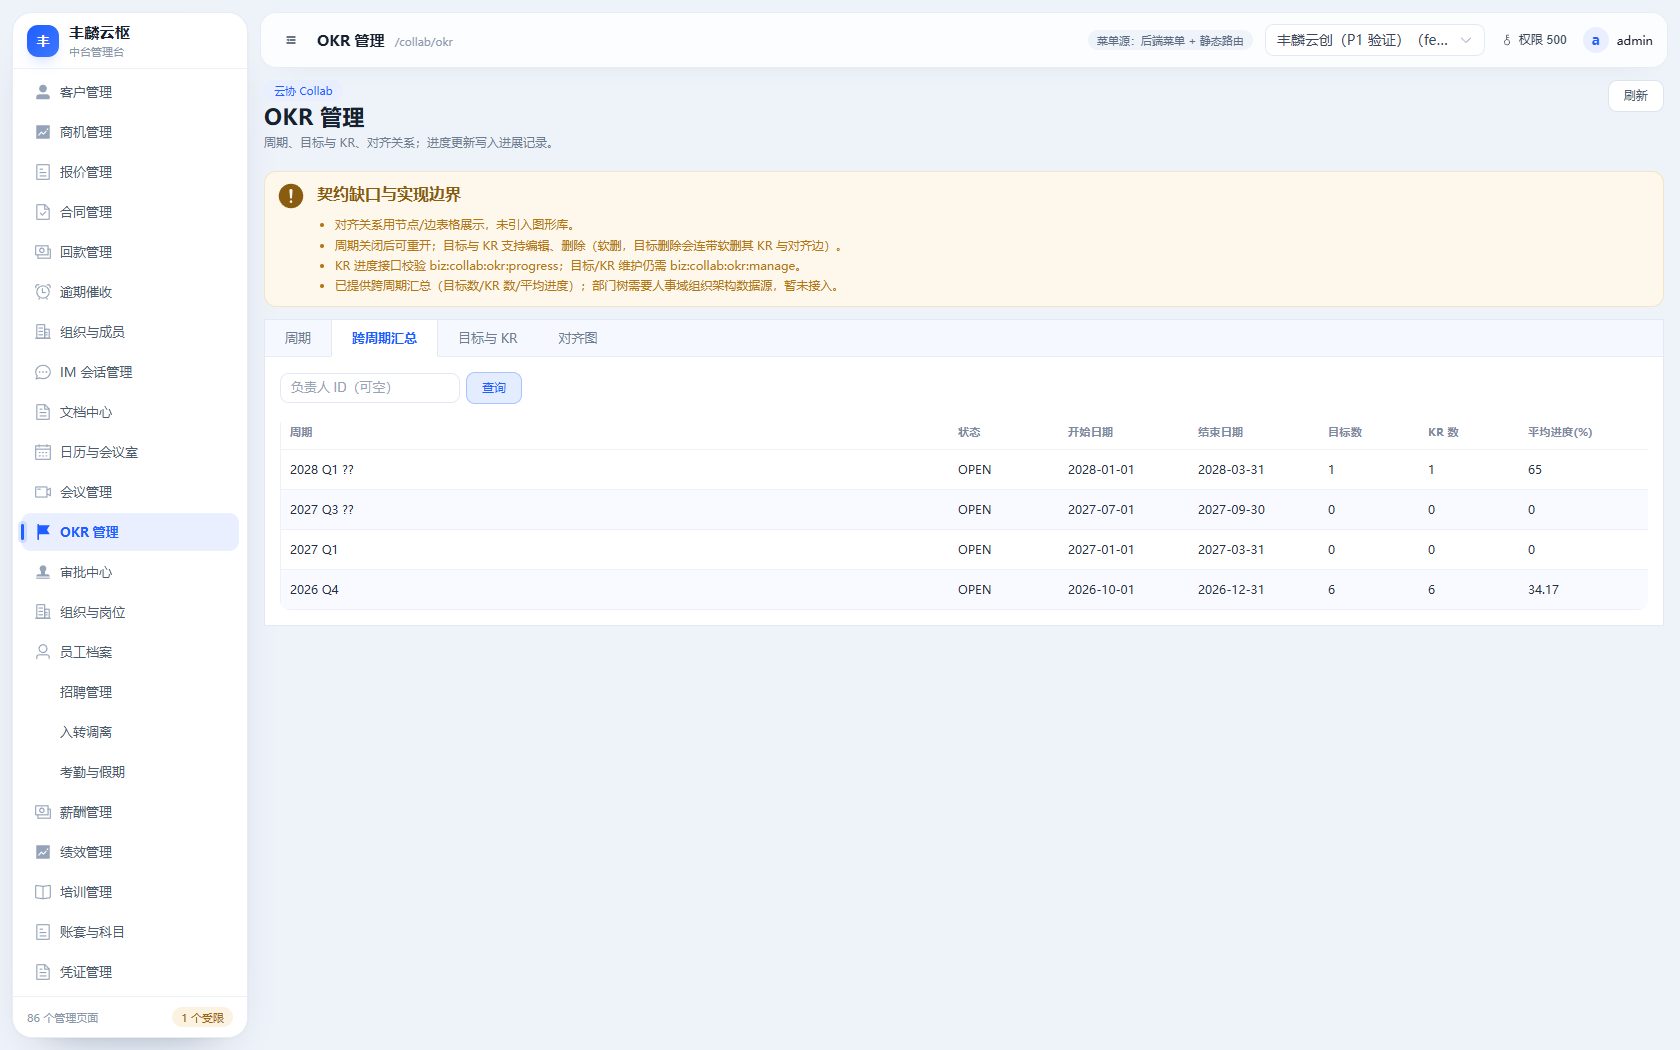 丰
丰麟云枢
中台管理台
客户管理
商机管理
报价管理
合同管理
回款管理
逾期催收
组织与成员
IM 会话管理
文档中心
日历与会议室
会议管理
OKR 管理
审批中心
组织与岗位
员工档案
招聘管理
入转调离
考勤与假期
薪酬管理
绩效管理
培训管理
账套与科目
凭证管理
86 个管理页面
1 个受限
OKR 管理
/collab/okr
菜单源：后端菜单 + 静态路由
丰麟云创（P1 验证）（fe...
权限 500
a
admin
云协 Collab
OKR 管理
周期、目标与 KR、对齐关系；进度更新写入进展记录。
刷新
契约缺口与实现边界
• 对齐关系用节点/边表格展示，未引入图形库。
• 周期关闭后可重开；目标与 KR 支持编辑、删除（软删，目标删除会连带软删其 KR 与对齐边）。
• KR 进度接口校验 biz:collab:okr:progress；目标/KR 维护仍需 biz:collab:okr:manage。
• 已提供跨周期汇总（目标数/KR 数/平均进度）；部门树需要人事域组织架构数据源，暂未接入。
周期 跨周期汇总 目标与 KR 对齐图
负责人 ID（可空）
查询
周期 状态 开始日期 结束日期 目标数 KR 数 平均进度(%)
2028 Q1 ?? OPEN 2028-01-01 2028-03-31 1 1 65
2027 Q3 ?? OPEN 2027-07-01 2027-09-30 0 0 0
2027 Q1 OPEN 2027-01-01 2027-03-31 0 0 0
2026 Q4 OPEN 2026-10-01 2026-12-31 6 6 34.17